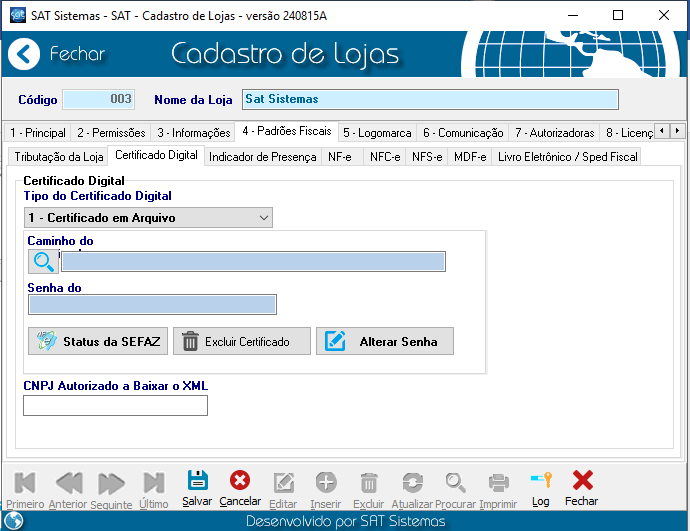 SAT Sistemas - SAT - Cadastro de Lojas - versão 240815A
Fechar
Cadastro de Lojas
Código 003 Nome da Loja Sat Sistemas
1 - Principal 2 - Permissões 3 - Informações 4 - Padrões Fiscais 5 - Logomarca 6 - Comunicação 7 - Autorizadoras 8 - Licenç
Tributação da Loja Certificado Digital Indicador de Presença NF-e NFC-e NFS-e MDF-e Livro Eletrônico / Sped Fiscal
Certificado Digital
Tipo do Certificado Digital
1 - Certificado em Arquivo
Caminho do
Senha do
Status da SEFAZ Excluir Certificado Alterar Senha
CNPJ Autorizado a Baixar o XML
Primeiro Anterior Seguinte Último Salvar Cancelar Editar Inserir Excluir Atualizar Procurar Imprimir Log Fechar
Desenvolvido por SAT Sistemas